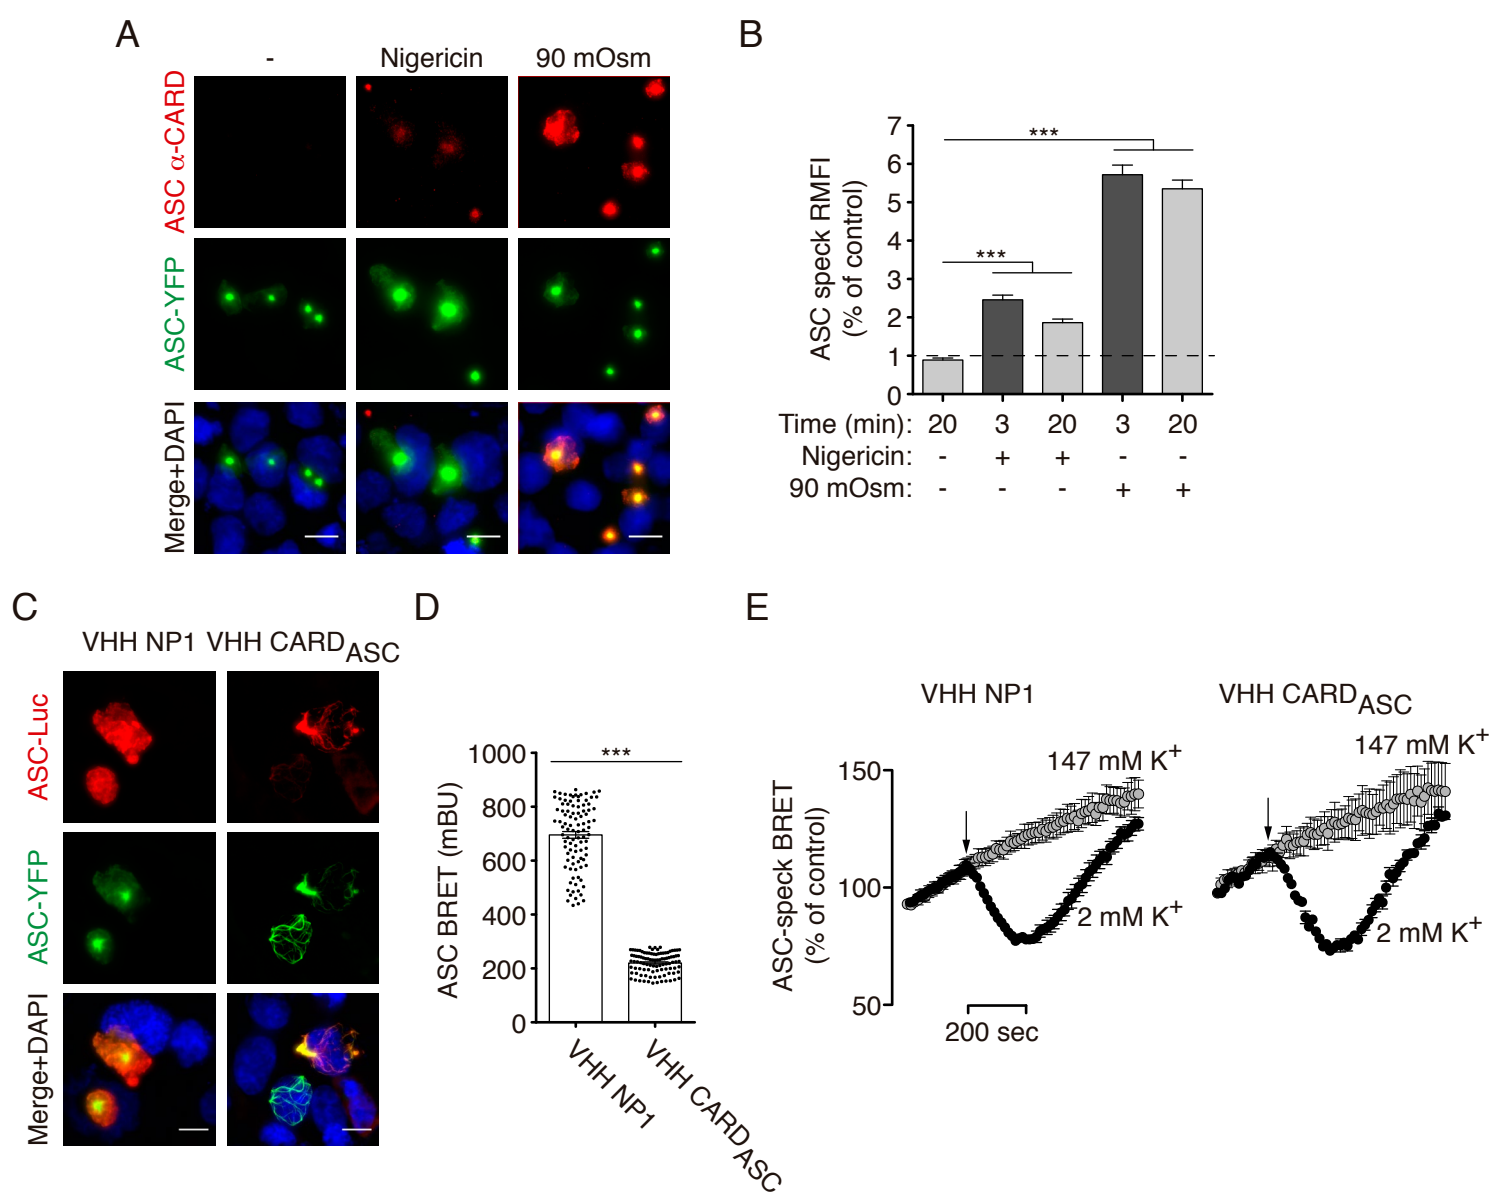 A
- Nigericin 90 mOsm
ASC α-CARD
ASC-YFP
Merge+DAPI
B
ASC speck RMFI
(% of control)
7
6
5
4
3
2
1
0
***
***
Time (min): 20 3 20 3 20
Nigericin: - + + - -
90 mOsm: - - - + +
C
VHH NP1 VHH CARDASC
ASC-Luc
ASC-YFP
Merge+DAPI
D
ASC BRET (mBU)
1000
800
600
400
200
0
***
VHH NP1
VHH CARDASC
E
ASC-speck BRET
(% of control)
150
100
50
VHH NP1
147 mM K+
2 mM K+
200 sec
VHH CARDASC
147 mM K+
2 mM K+